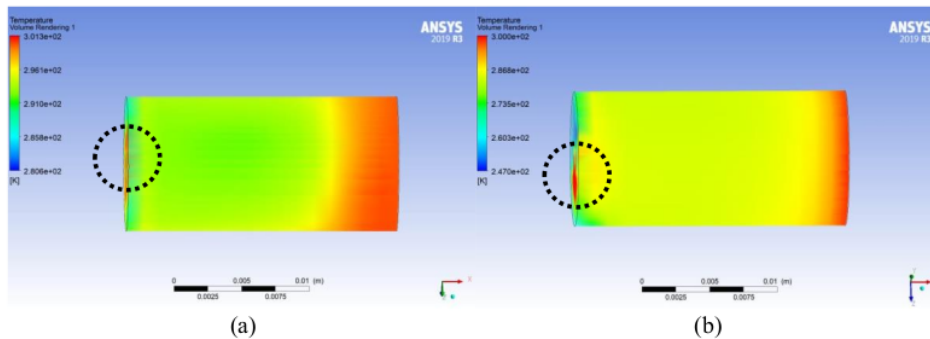 Temperature
Volume Rendering 1
3.013e+02
2.961e+02
2.910e+02
2.858e+02
2.806e+02
[K]
ANSYS
2019 R3
0
0.005
0.01 (m)
0.0025
0.0075
X
(a)
Temperature
Volume Rendering 1
3.000e+02
2.868e+02
2.735e+02
2.603e+02
2.470e+02
[K]
ANSYS
2019 R3
0
0.005
0.01 (m)
0.0025
0.0075
(b)